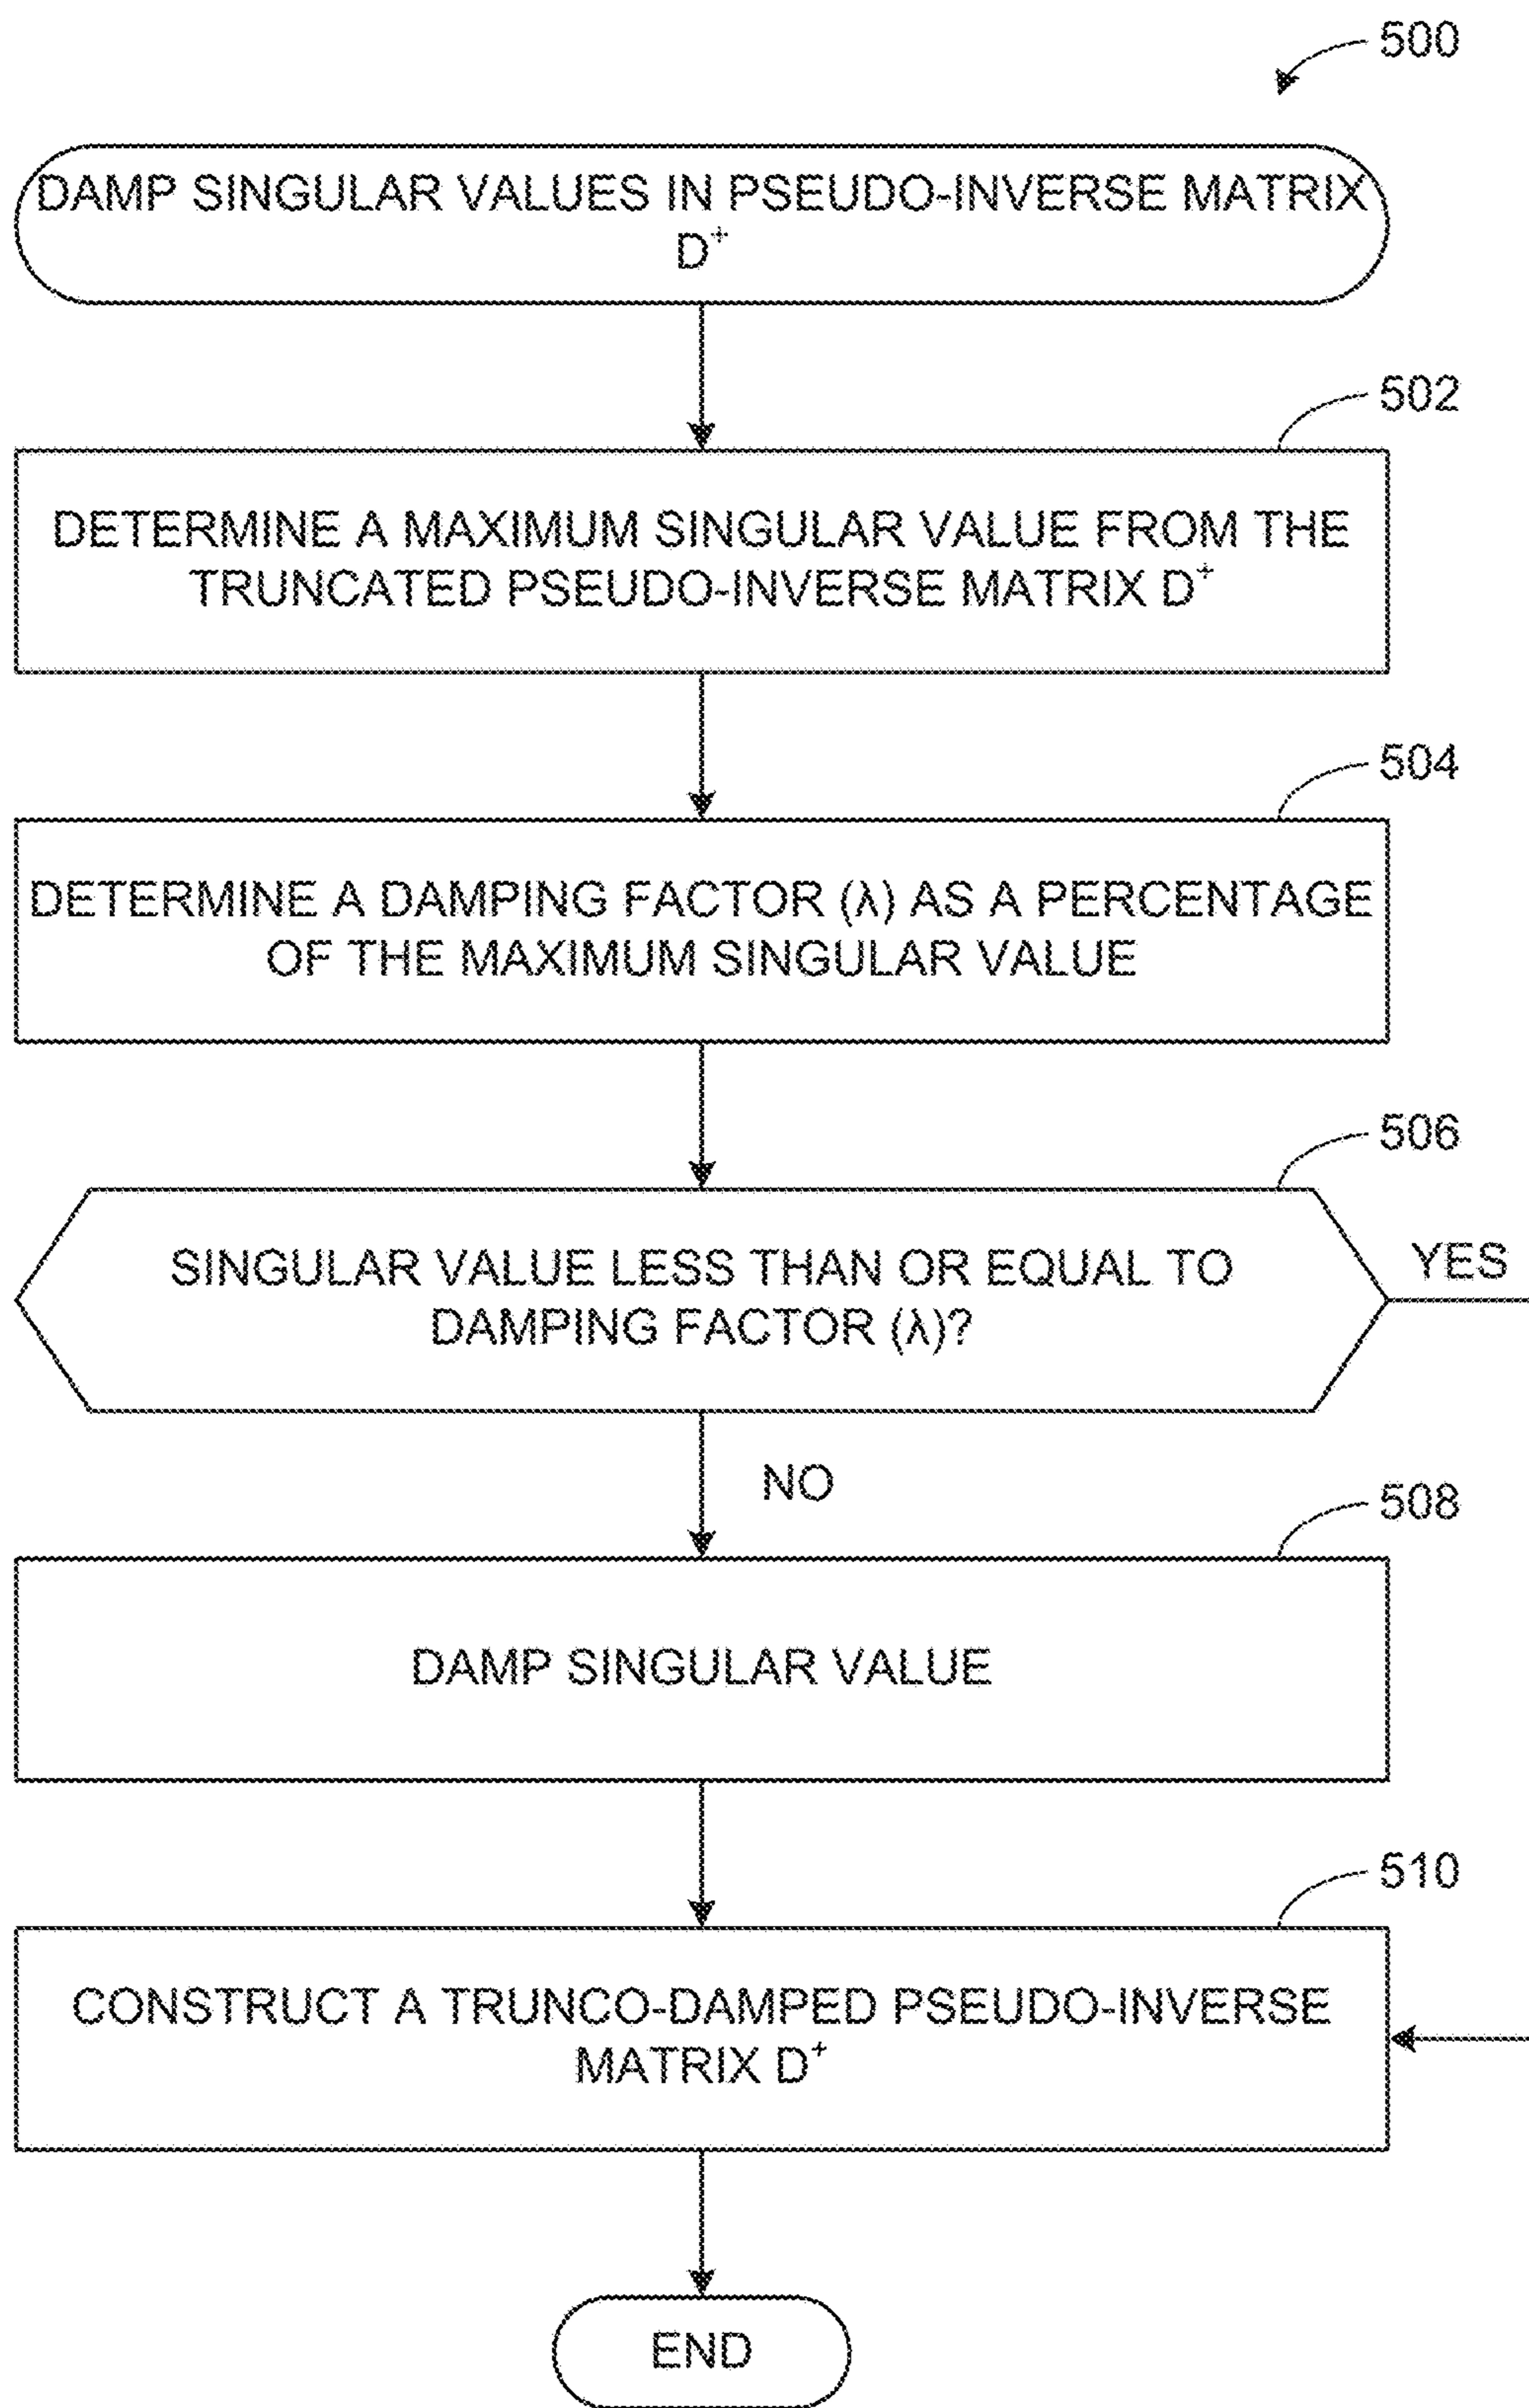 500
DAMP SINGULAR VALUES IN PSEUDO-INVERSE MATRIX
D⁺
502
DETERMINE A MAXIMUM SINGULAR VALUE FROM THE
TRUNCATED PSEUDO-INVERSE MATRIX D⁺
504
DETERMINE A DAMPING FACTOR (λ) AS A PERCENTAGE
OF THE MAXIMUM SINGULAR VALUE
506
SINGULAR VALUE LESS THAN OR EQUAL TO
DAMPING FACTOR (λ)?
YES
NO
508
DAMP SINGULAR VALUE
510
CONSTRUCT A TRUNCO-DAMPED PSEUDO-INVERSE
MATRIX D⁺
END